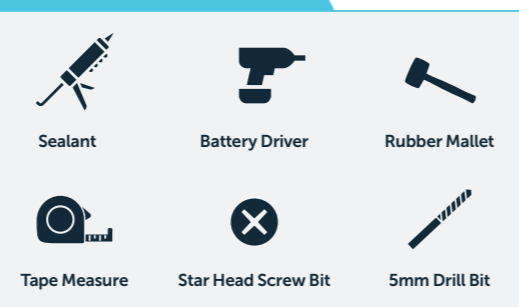 Sealant
Battery Driver
Rubber Mallet
Tape Measure
Star Head Screw Bit
5mm Drill Bit